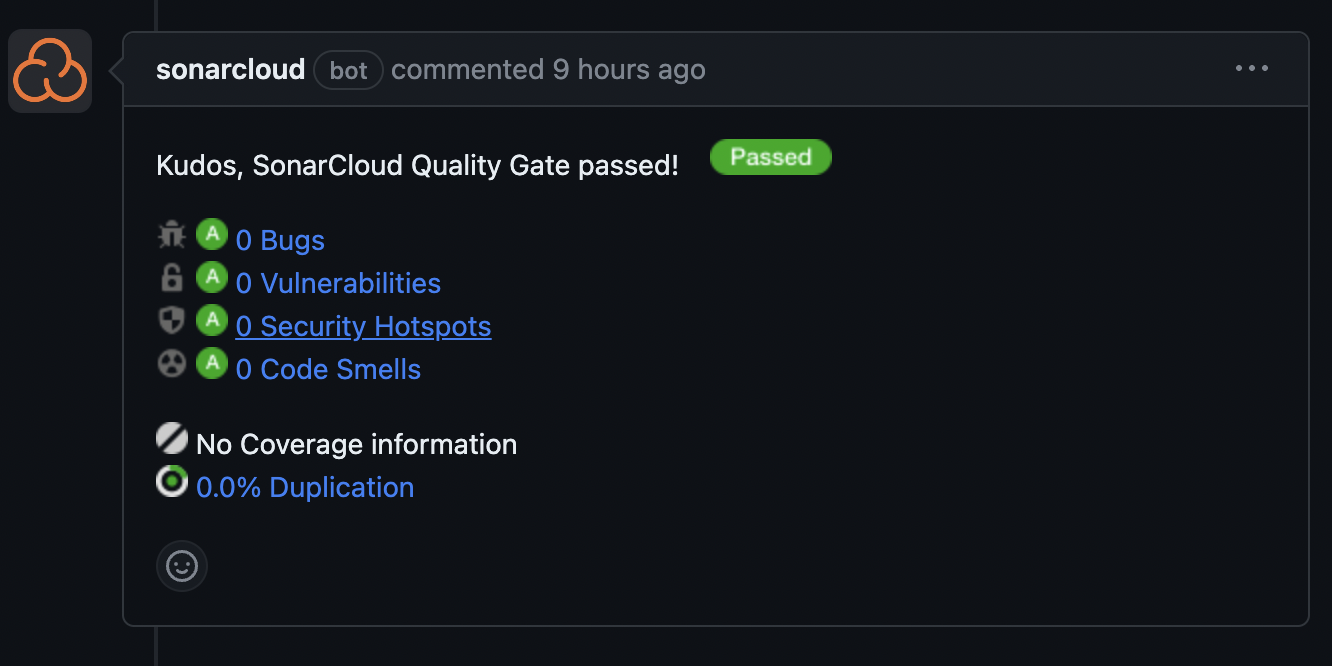 sonarcloud bot commented 9 hours ago
Kudos, SonarCloud Quality Gate passed! Passed
A 0 Bugs
A 0 Vulnerabilities
A 0 Security Hotspots
A 0 Code Smells
No Coverage information
0.0% Duplication